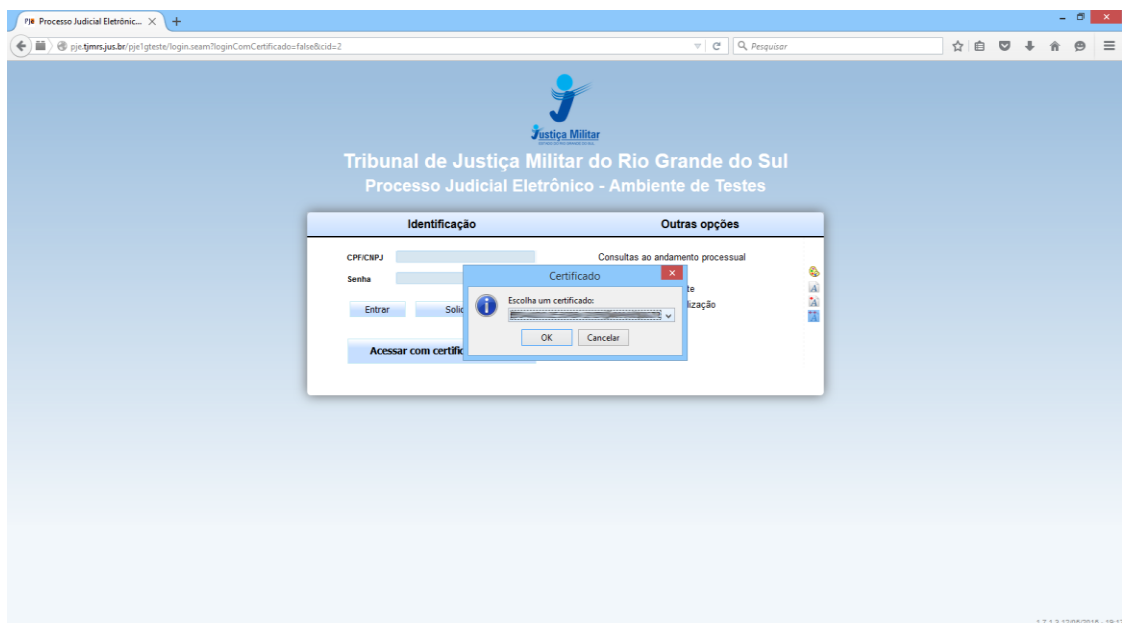 PJe Processo Judicial Eletrônic...
pje.tjmrs.jus.br/pje1gteste/login.seam?loginComCertificado=false&cid=2
Pesquisar
Justiça Militar
Tribunal de Justiça Militar do Rio Grande do Sul
Processo Judicial Eletrônico - Ambiente de Testes
Identificação
Outras opções
CPF/CNPJ
Consultas ao andamento processual
Senha
Certificado
Escolha um certificado:
lização
Entrar
Solic
OK
Cancelar
Acessar com certific